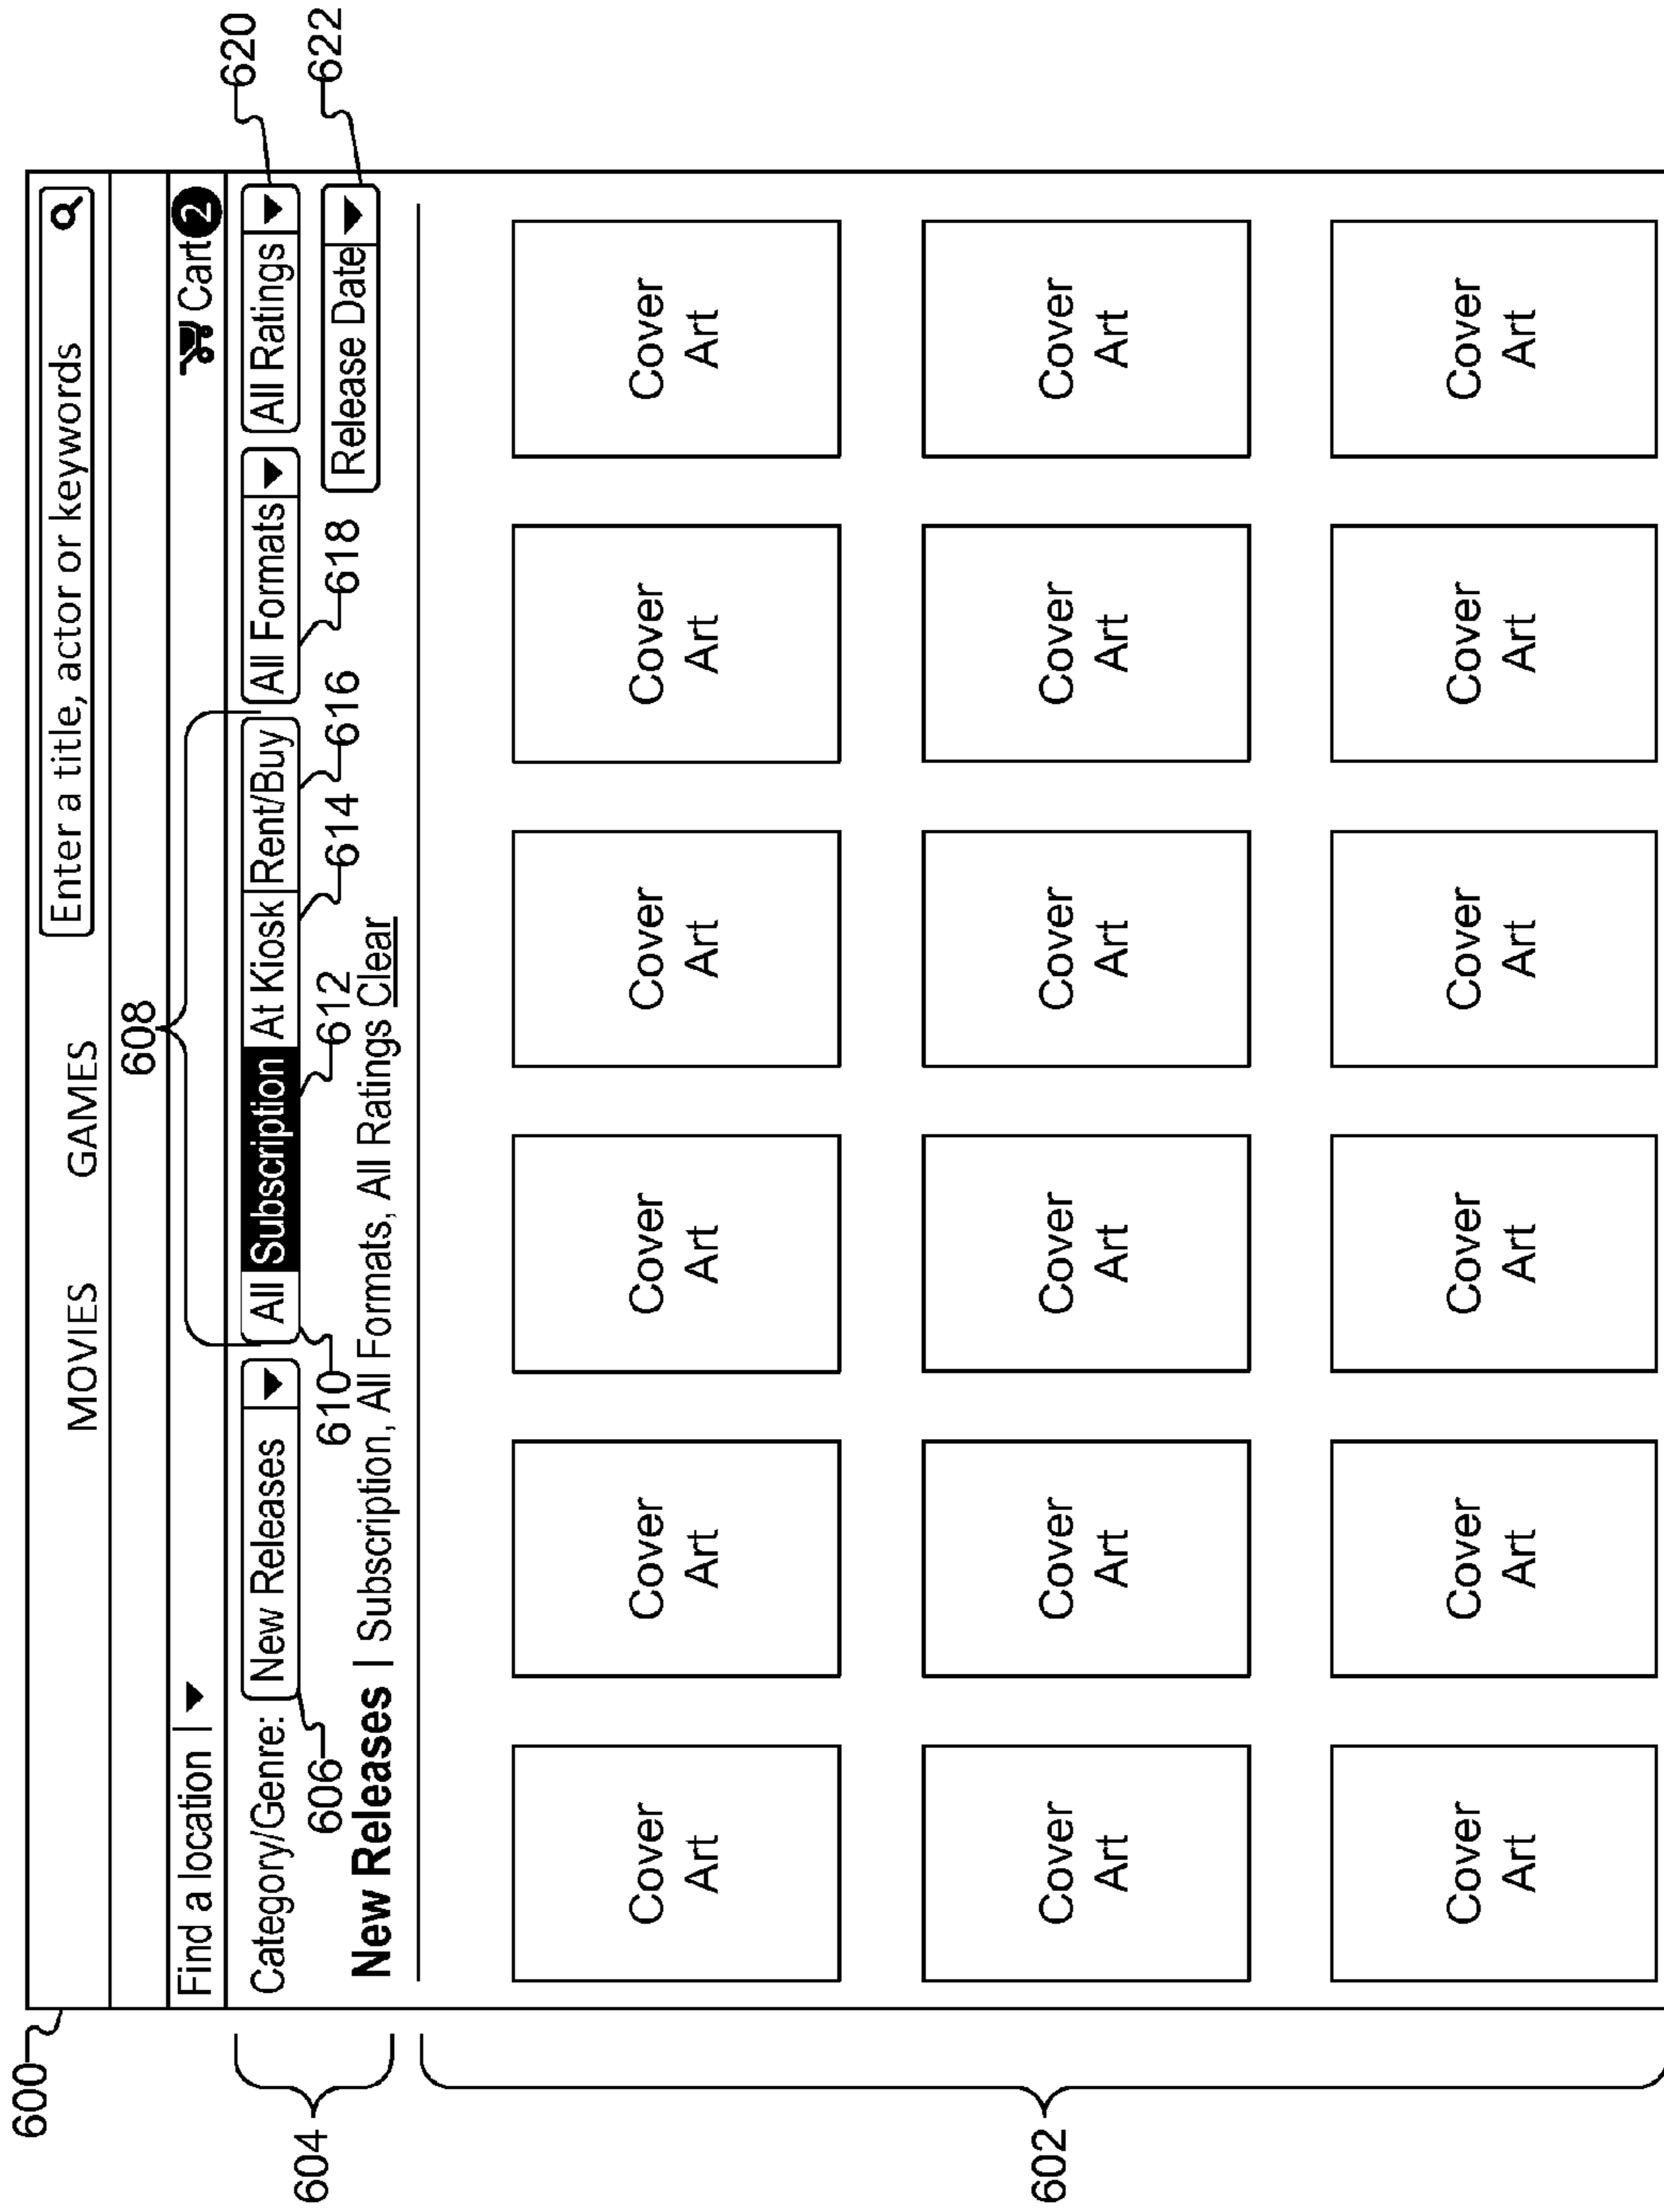 600
MOVIES GAMES Enter a title, actor or keywords
608
Find a location Cart 2
620
Category/Genre: New Releases All Subscription At Kiosk Rent/Buy All Formats All Ratings
604
606 610 612 614 616 618 Release Date 622
New Releases | Subscription, All Formats, All Ratings Clear
602
Cover Art Cover Art Cover Art Cover Art Cover Art Cover Art
Cover Art Cover Art Cover Art Cover Art Cover Art Cover Art
Cover Art Cover Art Cover Art Cover Art Cover Art Cover Art